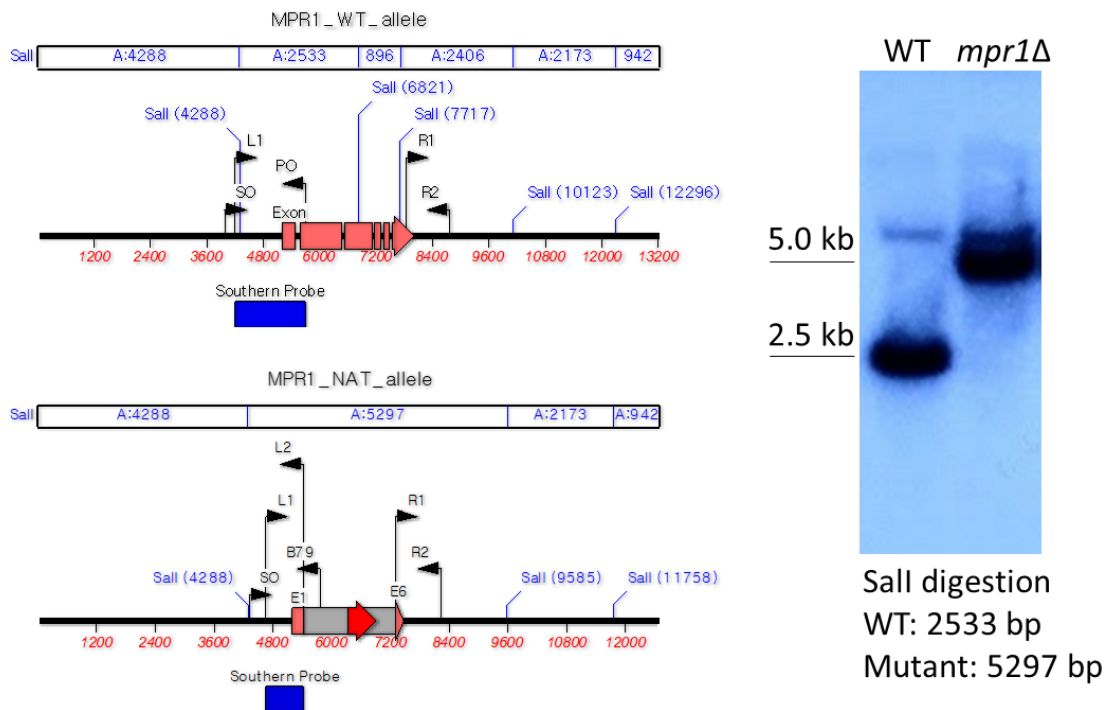 MPR1_WT_allele
SalI A:4288 A:2533 896 A:2406 A:2173 942
SalI (6821)
SalI (4288) SalI (7717)
L1 R1
PO
SO R2 SalI (10123) SalI (12296)
Exon
1200 2400 3600 4800 6000 7200 8400 9600 10800 12000 13200
Southern Probe
MPR1_NAT_allele
SalI A:4288 A:5297 A:2173 A:942
L2
L1 R1
B79 R2
SalI (4288) SO E1 E6 SalI (9585) SalI (11758)
1200 2400 3600 4800 6000 7200 8400 9600 10800 12000
Southern Probe
WT mpr1Δ
5.0 kb
2.5 kb
SalI digestion
WT: 2533 bp
Mutant: 5297 bp